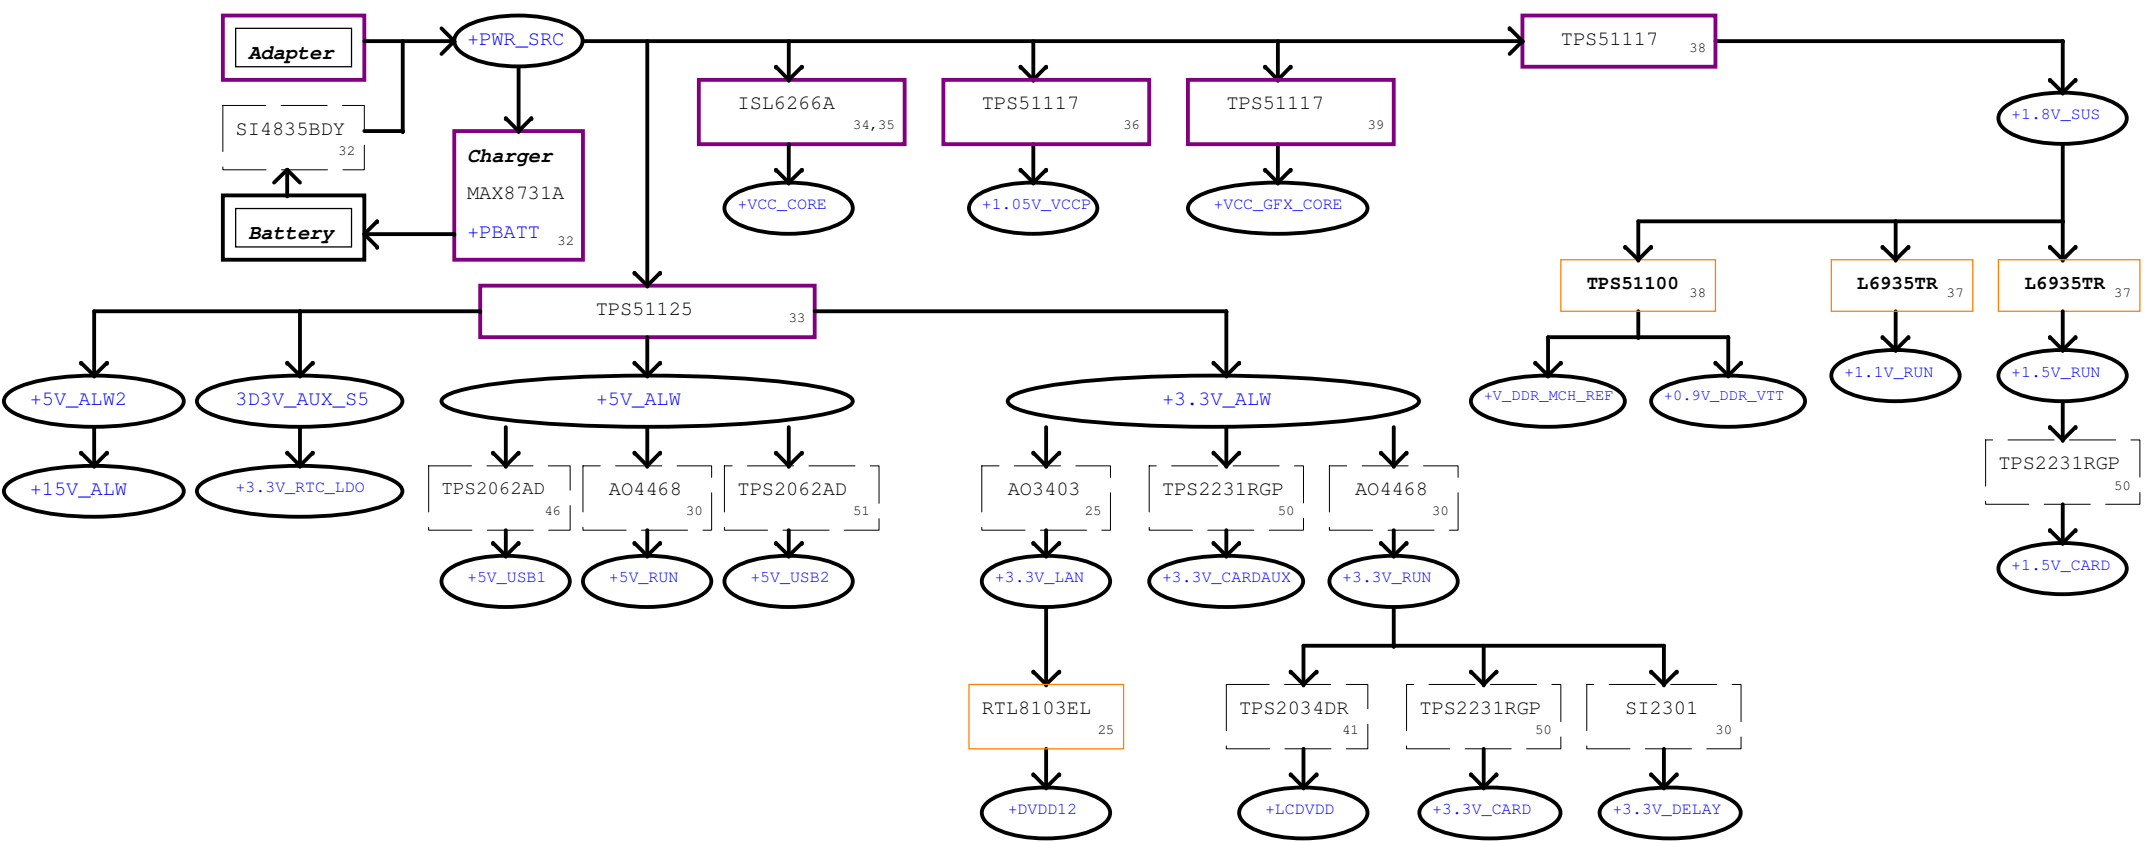 Adapter
+PWR_SRC
TPS51117
38
SI4835BDY
32
Charger
MAX8731A
+PBATT
32
Battery
ISL6266A
34,35
TPS51117
36
TPS51117
39
+1.8V_SUS
+VCC_CORE
+1.05V_VCCP
+VCC_GFX_CORE
TPS51125
33
TPS51100
38
L6935TR
37
L6935TR
37
+5V_ALW2
3D3V_AUX_S5
+5V_ALW
+3.3V_ALW
+V_DDR_MCH_REF
+0.9V_DDR_VTT
+1.1V_RUN
+1.5V_RUN
+15V_ALW
+3.3V_RTC_LDO
TPS2062AD
46
AO4468
30
TPS2062AD
51
AO3403
25
TPS2231RGP
50
AO4468
30
TPS2231RGP
50
+5V_USB1
+5V_RUN
+5V_USB2
+3.3V_LAN
+3.3V_CARDAUX
+3.3V_RUN
+1.5V_CARD
RTL8103EL
25
TPS2034DR
41
TPS2231RGP
50
SI2301
30
+DVDD12
+LCDVDD
+3.3V_CARD
+3.3V_DELAY